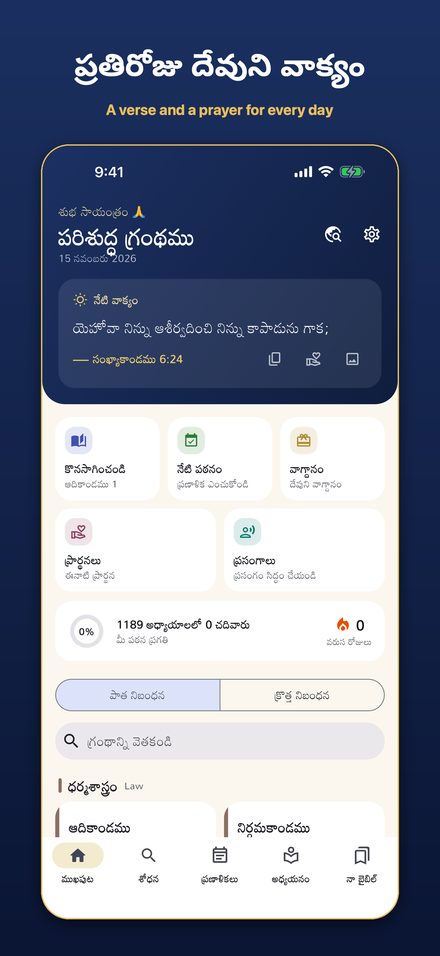 ప్రతిరోజు దేవుని వాక్యం
A verse and a prayer for every day
9:41
శుభ సాయంత్రం 🙏
పరిశుద్ధ గ్రంథము
15 నవంబరు 2026
నేటి వాక్యం
యెహోవా నిన్ను ఆశీర్వదించి నిన్ను కాపాడును గాక;
— సంఖ్యాకాండము 6:24
కొనసాగించండి
ఆదికాండము 1
నేటి పఠనం
ప్రణాళిక ఎంచుకోండి
వాగ్దానం
దేవుని వాగ్దానం
ప్రార్థనలు
ఈనాటి ప్రార్థన
ప్రసంగాలు
ప్రసంగం సిద్ధం చేయండి
0%
1189 అధ్యాయాలలో 0 చదివారు
మీ పఠన ప్రగతి
0
వరుస రోజులు
పాత నిబంధన
క్రొత్త నిబంధన
గ్రంథాన్ని వెతకండి
ధర్మశాస్త్రం Law
ఆదికాండము
నిర్గమకాండము
ముఖపుట
శోధన
ప్రణాళికలు
అధ్యయనం
నా బైబిల్